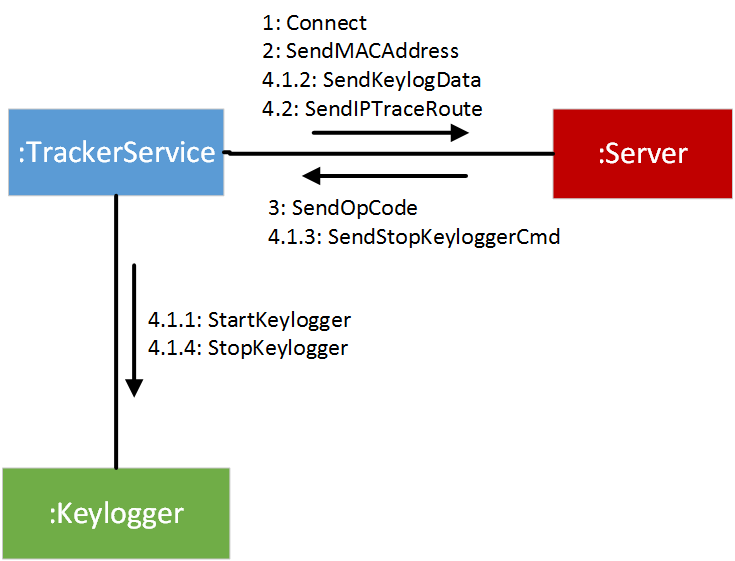 1: Connect
2: SendMACAddress
4.1.2: SendKeylogData
4.2: SendIPTraceRoute
:TrackerService
:Server
3: SendOpCode
4.1.3: SendStopKeyloggerCmd
4.1.1: StartKeylogger
4.1.4: StopKeylogger
:Keylogger